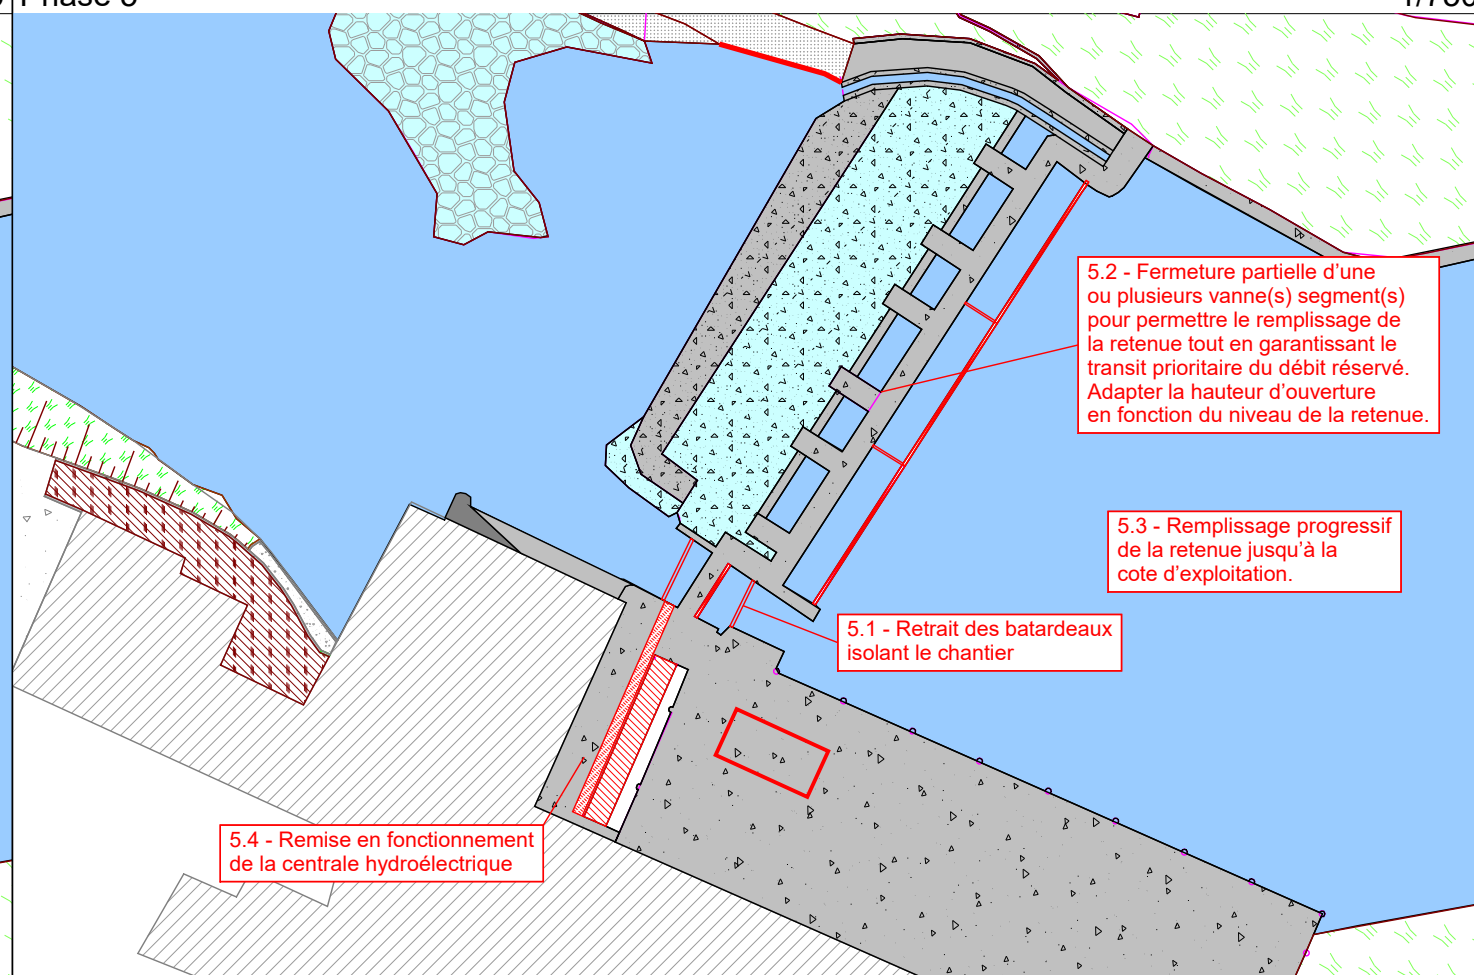 5.2 - Fermeture partielle d'une
ou plusieurs vanne(s) segment(s)
pour permettre le remplissage de
la retenue tout en garantissant le
transit prioritaire du débit réservé.
Adapter la hauteur d'ouverture
en fonction du niveau de la retenue.
5.3 - Remplissage progressif
de la retenue jusqu'à la
cote d'exploitation.
5.1 - Retrait des batardeaux
isolant le chantier
5.4 - Remise en fonctionnement
de la centrale hydroélectrique